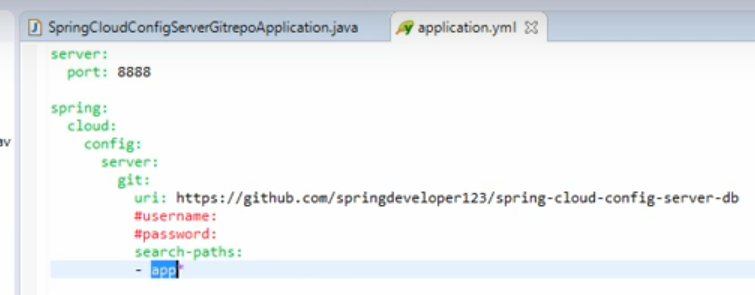 SpringCloudConfigServerGitrepoApplication.java application.yml
server:
port: 8888
spring:
cloud:
av
config:
server:
git:
uri: https://github.com/springdeveloper123/spring-cloud-config-server-db
#username:
#password:
search-paths:
- app*